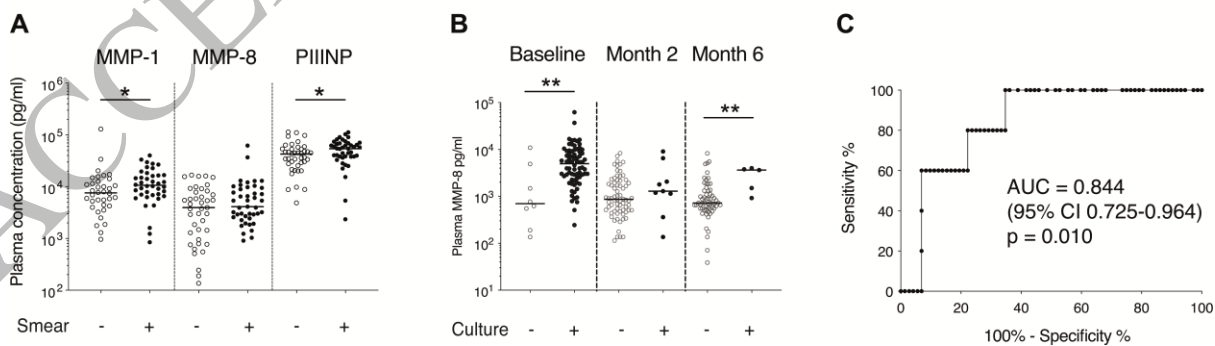 ACCE
A
MMP-1 MMP-8 PIIINP
Plasma concentration (pg/ml)
10^6
10^5
10^4
10^3
10^2
* *
Smear - + - + - +
B
Baseline Month 2 Month 6
Plasma MMP-8 pg/ml
10^5
10^4
10^3
10^2
10^1
** **
Culture - + - + - +
C
Sensitivity %
100
80
60
40
20
0
AUC = 0.844
(95% CI 0.725-0.964)
p = 0.010
0 20 40 60 80 100
100% - Specificity %